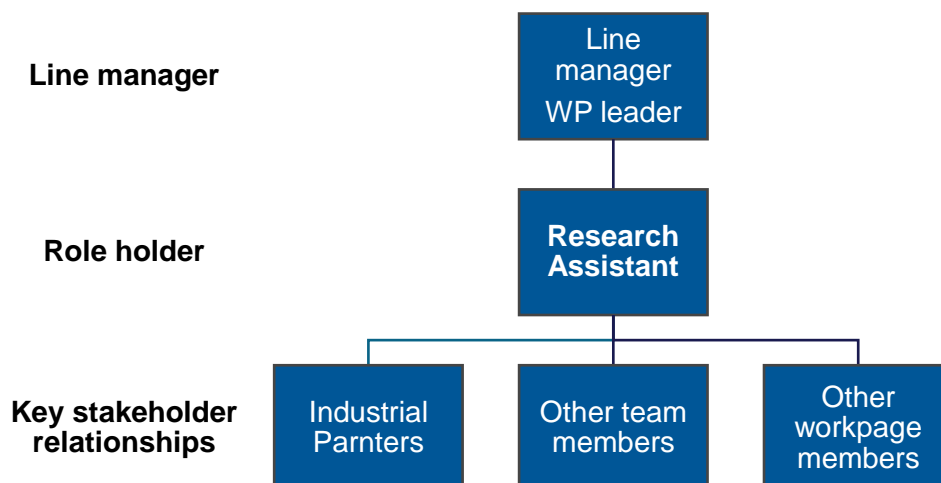 Line manager
Line
manager
WP leader
Role holder
Research
Assistant
Key stakeholder
relationships
Industrial
Parnters
Other team
members
Other
workpage
members